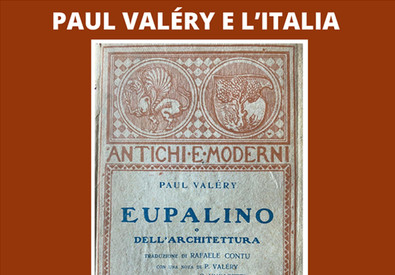 PAUL VALÉRY E L'ITALIA
ANTICHI·E·MODERNI
PAUL VALÉRY
EUPALINO
O
DELL'ARCHITETTURA
TRADUZIONE DI RAFAELE CONTU
CON UNA NOTA DI P. VALÉRY